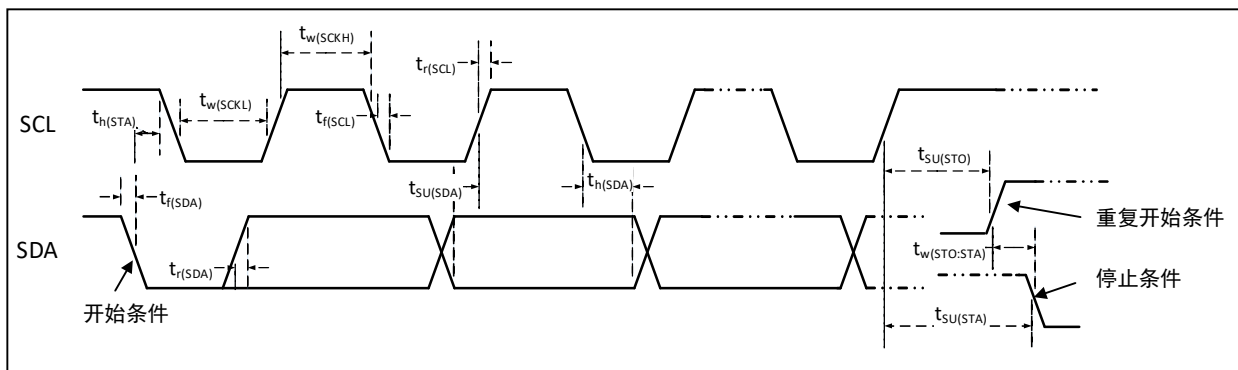 tw(SCKH)
tr(SCL)
tw(SCKL)
tf(SCL)
th(STA)
SCL
tSU(STO)
tSU(SDA)
th(SDA)
tf(SDA)
重复开始条件
SDA
tw(STO:STA)
tr(SDA)
停止条件
开始条件
tSU(STA)